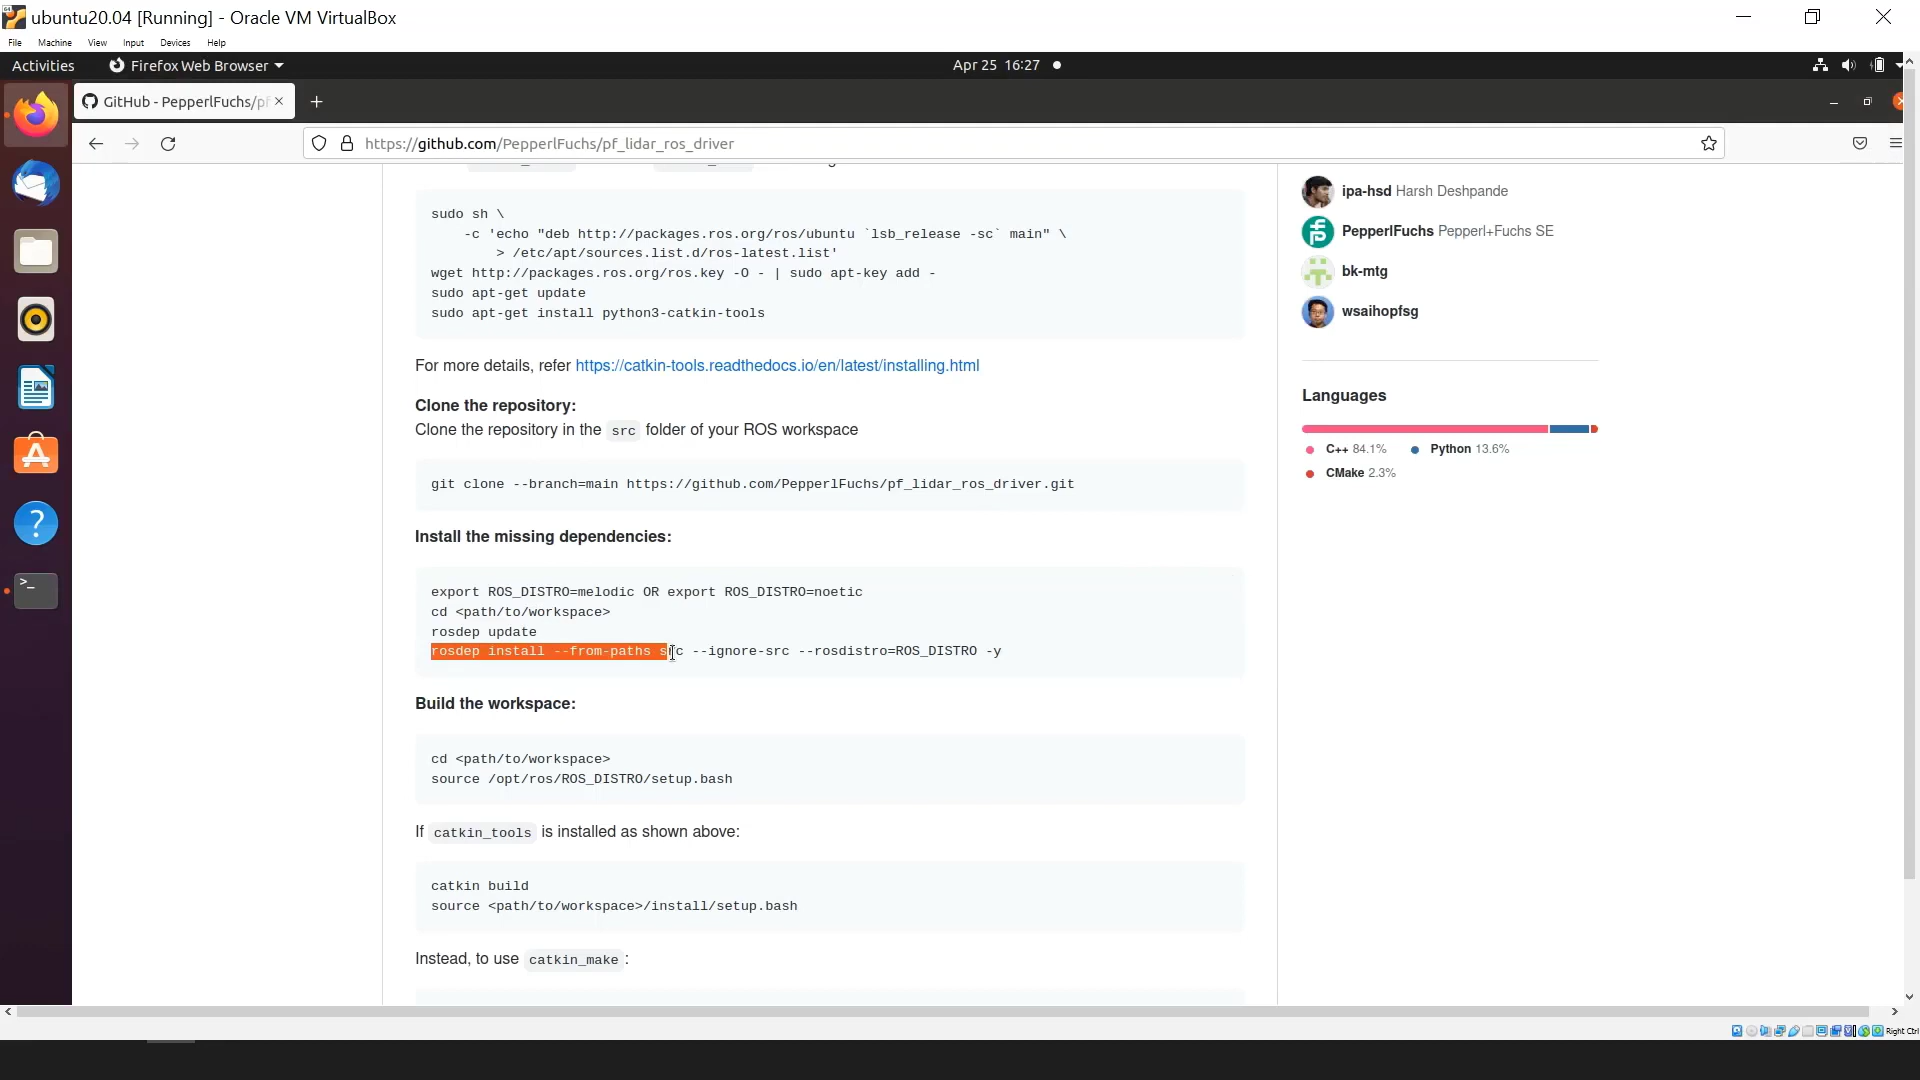 ubuntu20.04 [Running] - Oracle VM VirtualBox
File Machine View Input Devices Help
Activities Firefox Web Browser Apr 25 16:27
GitHub - PepperlFuchs/pf
https://github.com/PepperlFuchs/pf_lidar_ros_driver
sudo sh \
-c 'echo "deb http://packages.ros.org/ros/ubuntu `lsb_release -sc` main" \
> /etc/apt/sources.list.d/ros-latest.list'
wget http://packages.ros.org/ros.key -O - | sudo apt-key add -
sudo apt-get update
sudo apt-get install python3-catkin-tools
For more details, refer https://catkin-tools.readthedocs.io/en/latest/installing.html
Clone the repository:
Clone the repository in the src folder of your ROS workspace
git clone --branch=main https://github.com/PepperlFuchs/pf_lidar_ros_driver.git
Install the missing dependencies:
export ROS_DISTRO=melodic OR export ROS_DISTRO=noetic
cd <path/to/workspace>
rosdep update
rosdep install --from-paths src --ignore-src --rosdistro=ROS_DISTRO -y
Build the workspace:
cd <path/to/workspace>
source /opt/ros/ROS_DISTRO/setup.bash
If catkin_tools is installed as shown above:
catkin build
source <path/to/workspace>/install/setup.bash
Instead, to use catkin_make :
ipa-hsd Harsh Deshpande
PepperlFuchs Pepperl+Fuchs SE
bk-mtg
wsaihopfsg
Languages
C++ 84.1% Python 13.6%
CMake 2.3%
Right Ctrl